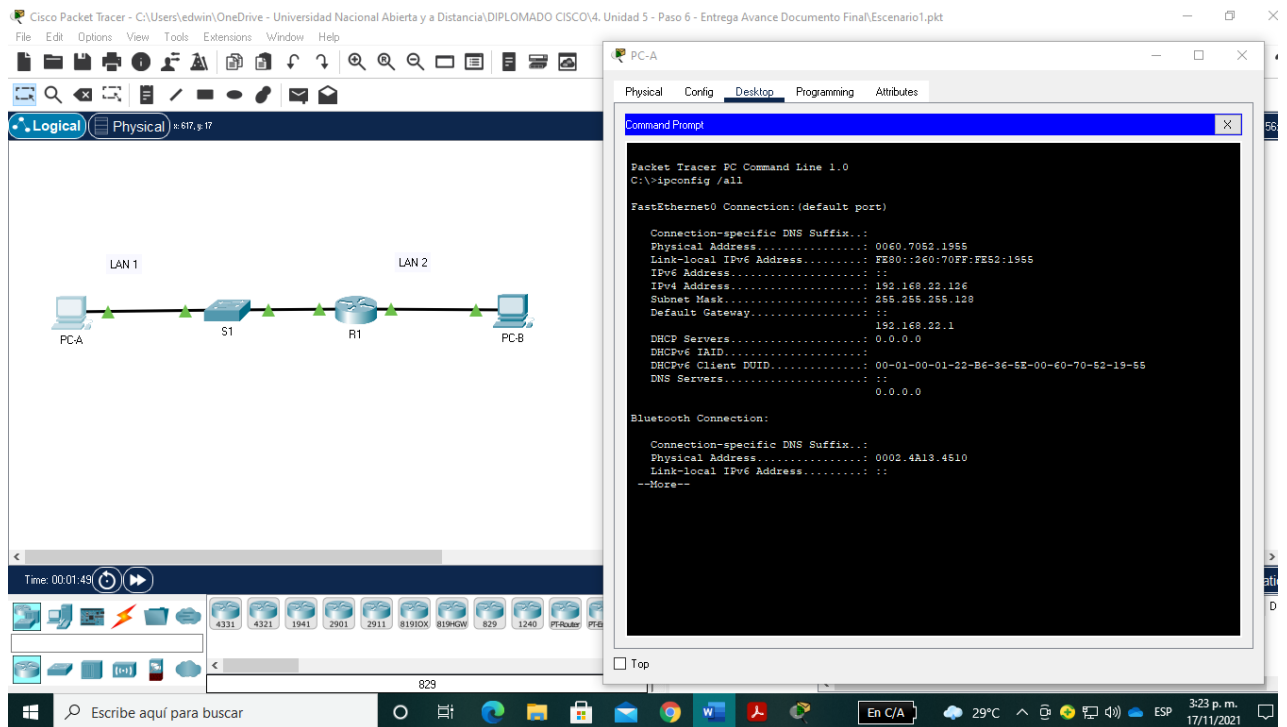 Cisco Packet Tracer - C:\Users\edwin\OneDrive - Universidad Nacional Abierta y a Distancia\DIPLOMADO CISCO\4. Unidad 5 - Paso 6 - Entrega Avance Documento Final\Escenario1.pkt
File Edit Options View Tools Extensions Window Help
Logical Physical x: 617, y: 17
LAN 1
LAN 2
PC-A
S1
R1
PC-B
PC-A
Physical Config Desktop Programming Attributes
Command Prompt X
Packet Tracer PC Command Line 1.0
C:\>ipconfig /all
FastEthernet0 Connection:(default port)
Connection-specific DNS Suffix..:
Physical Address................: 0060.7052.1955
Link-local IPv6 Address.........: FE80::260:70FF:FE52:1955
IPv6 Address....................: ::
IPv4 Address....................: 192.168.22.126
Subnet Mask.....................: 255.255.255.128
Default Gateway.................: ::
192.168.22.1
DHCP Servers....................: 0.0.0.0
DHCPv6 IAID.....................:
DHCPv6 Client DUID..............: 00-01-00-01-22-B6-36-5E-00-60-70-52-19-55
DNS Servers.....................: ::
0.0.0.0
Bluetooth Connection:
Connection-specific DNS Suffix..:
Physical Address................: 0002.4A13.4510
Link-local IPv6 Address.........: ::
--More--
Top
56:
Time: 00:01:49
4331 4321 1941 2901 2911 819IOX 819HGW 829 1240 PT-Router
829
Escribe aquí para buscar
En C/A
29°C
ESP
3:23 p. m.
17/11/2021